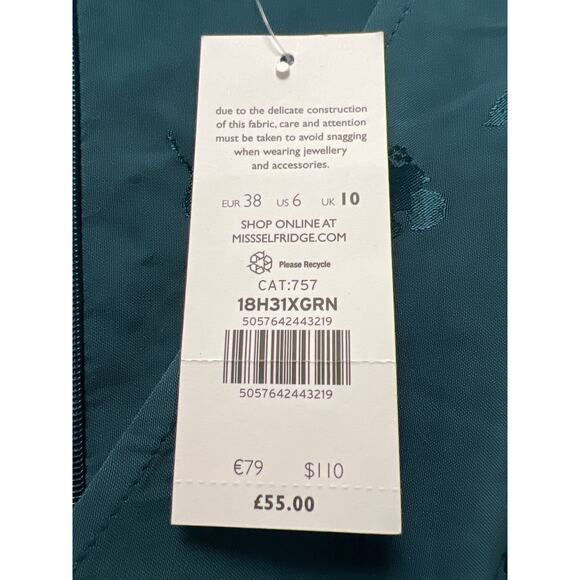 due to the delicate construction
of this fabric, care and attention
must be taken to avoid snagging
when wearing jewellery
and accessories.
EUR 38 US 6 UK 10
SHOP ONLINE AT
MISSSELFRIDGE.COM
Please Recycle
CAT:757
18H31XGRN
5057642443219
5057642443219
€79 $110
£55.00